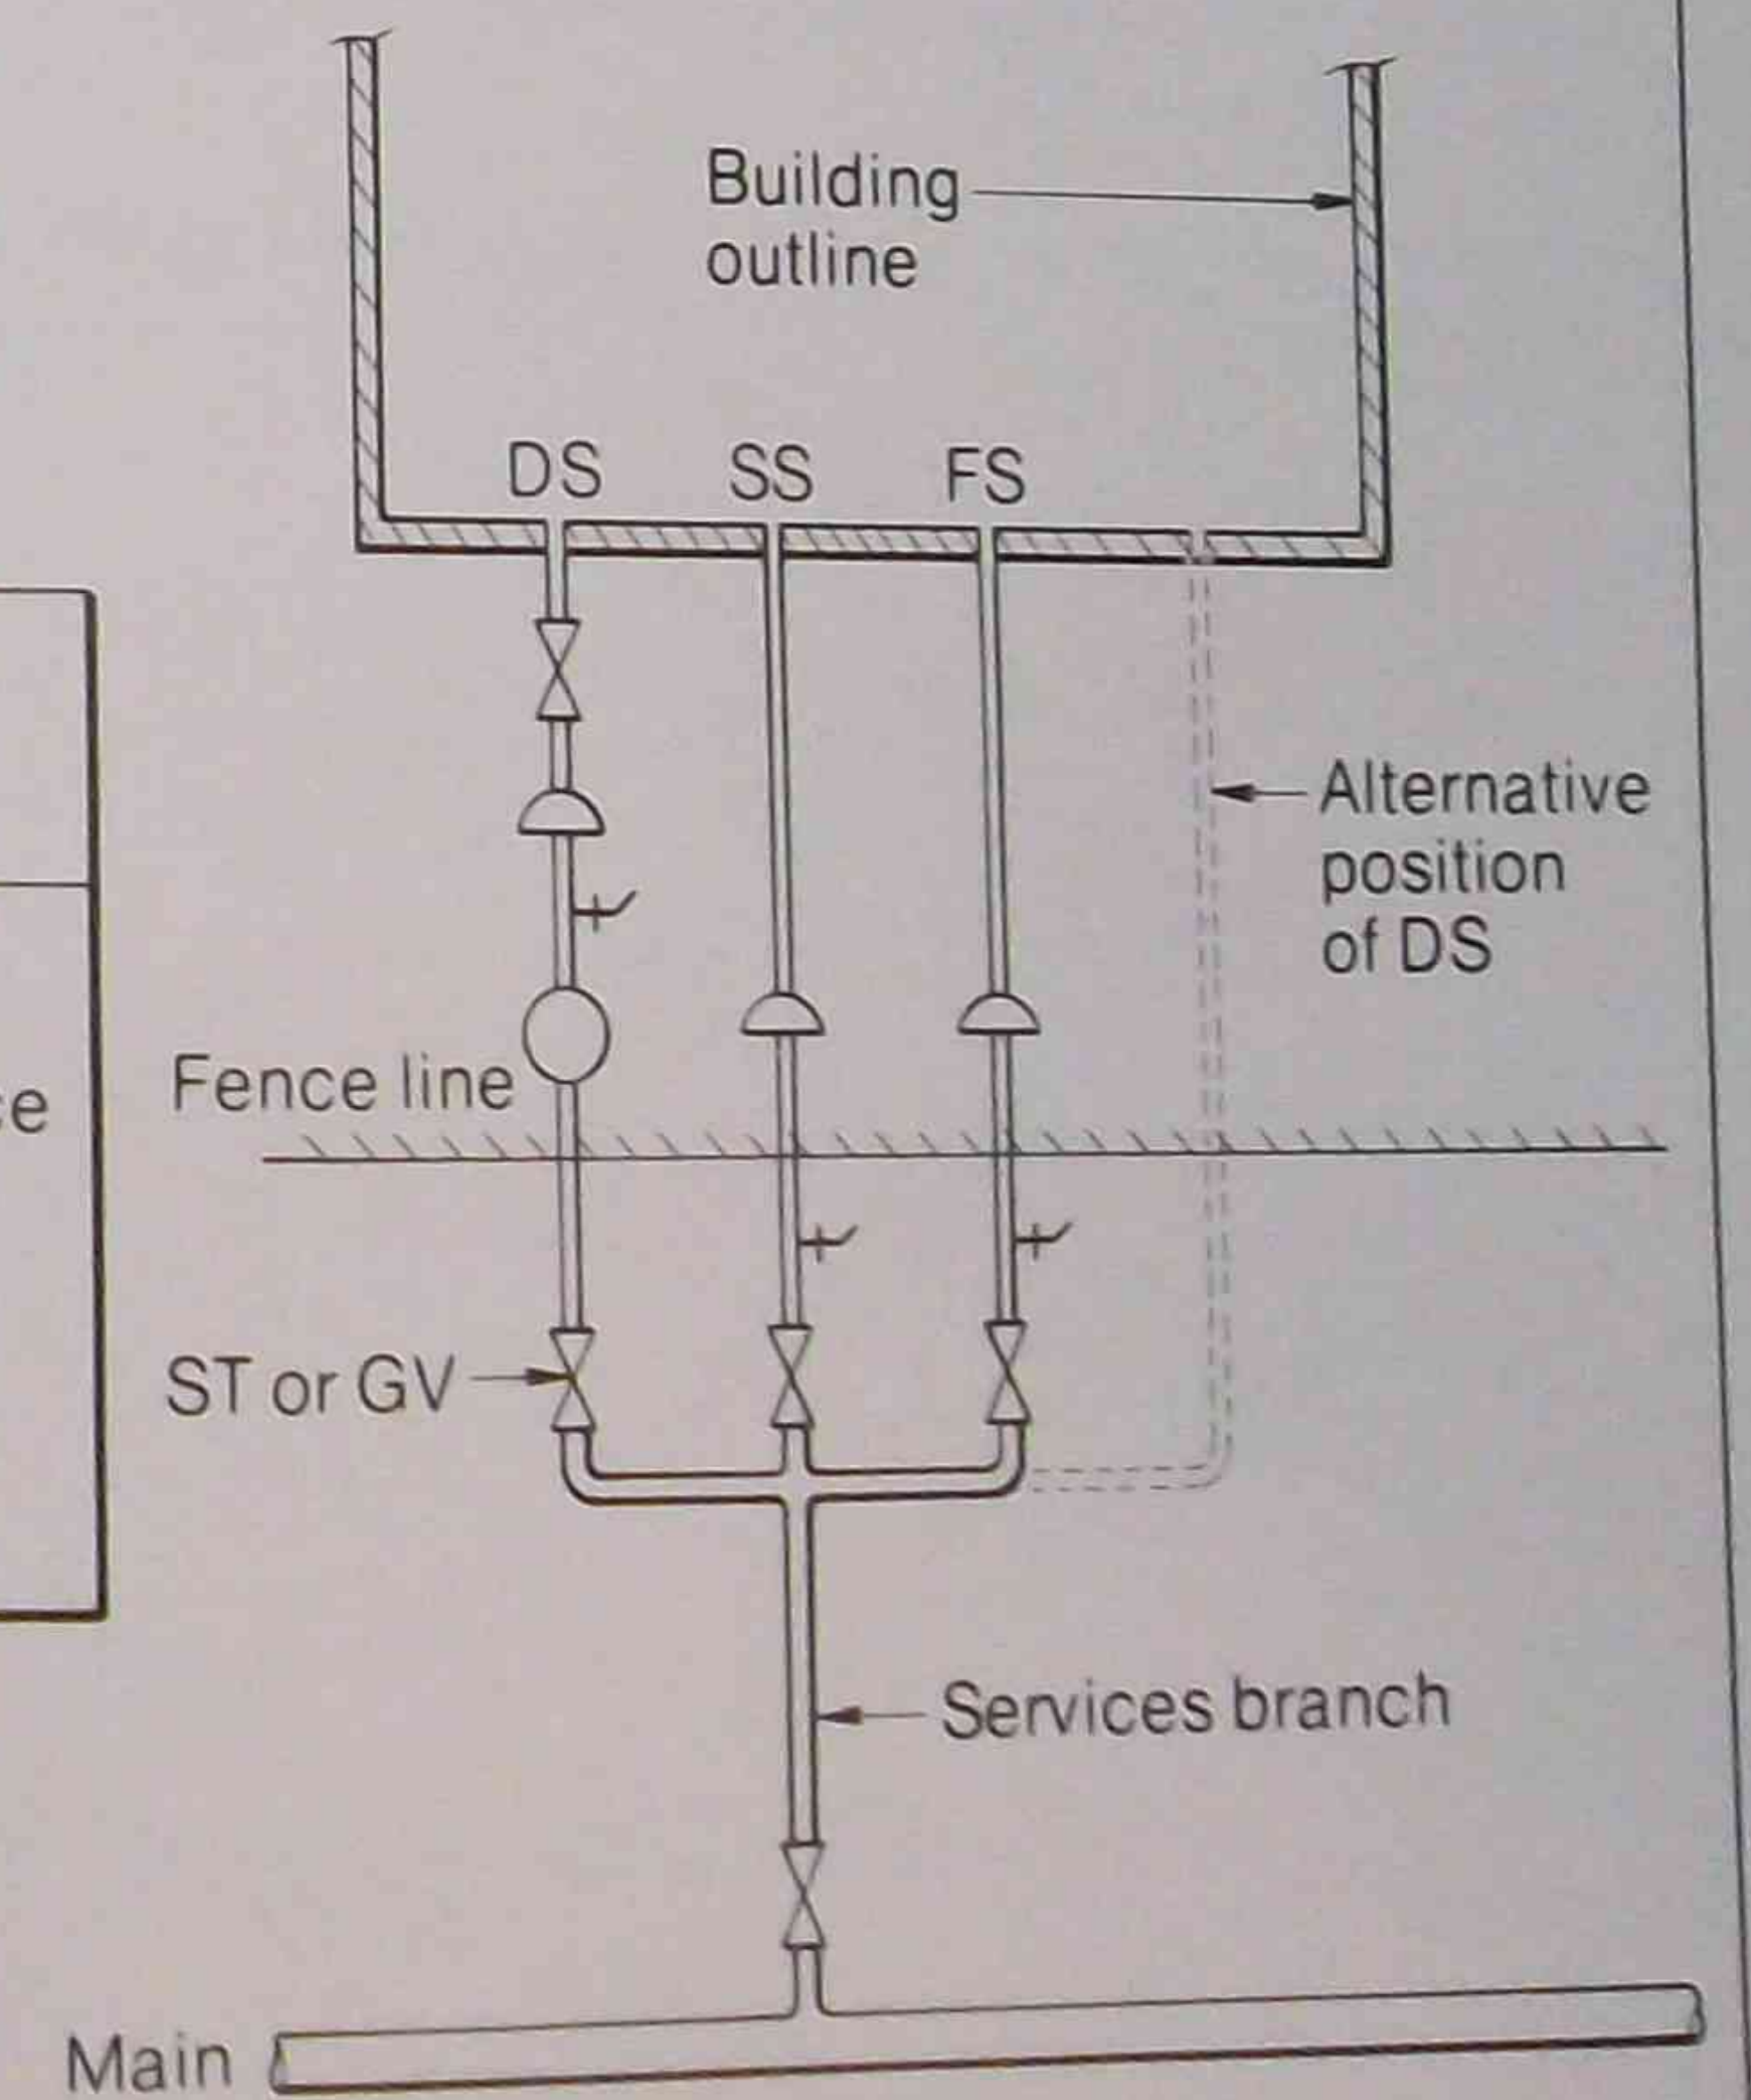 Building
outline
DS SS FS
Alternative
position
of DS
Fence line
ST or GV
Services branch
Main